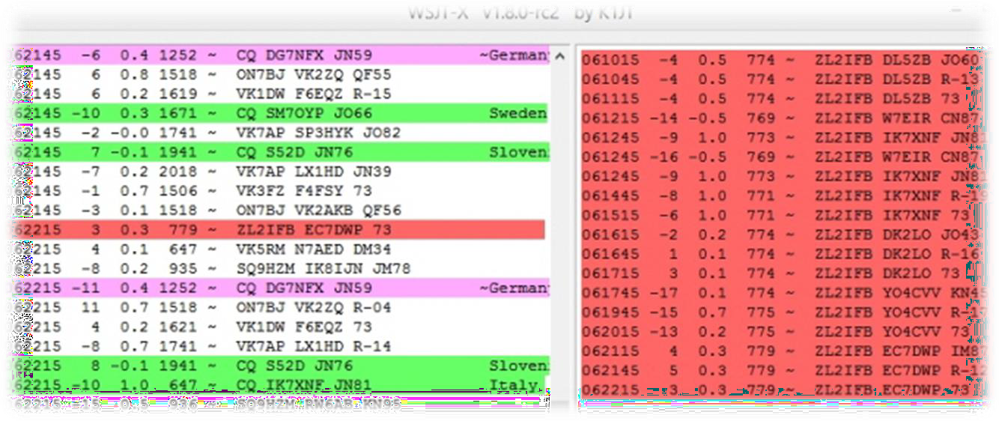 WSJT-X v1.8.0-rc2 by K1JT
62145 -6 0.4 1252 ~ CQ DG7NFX JN59 ~German
62145 6 0.8 1518 ~ ON7BJ VK2ZQ QF55
62145 6 0.2 1619 ~ VK1DW F6EQZ R-15
62145 -10 0.3 1671 ~ CQ SM7OYP JO66 Sweden
62145 -2 -0.0 1741 ~ VK7AP SP3HYK JO82
62145 7 -0.1 1941 ~ CQ S52D JN76 Sloven
62145 -7 0.2 2018 ~ VK7AP LX1HD JN39
62145 -1 0.7 1506 ~ VK3FZ F4FSY 73
62145 -3 0.1 1518 ~ ON7BJ VK2AKB QF56
62215 3 0.3 779 ~ ZL2IFB EC7DWP 73
62215 4 0.1 647 ~ VK5RM N7AED DM34
62215 -8 0.2 935 ~ SQ9HZM IK8IJN JM78
62215 -11 0.4 1252 ~ CQ DG7NFX JN59 ~German
62215 11 0.7 1518 ~ ON7BJ VK2ZQ R-04
62215 4 0.2 1621 ~ VK1DW F6EQZ 73
62215 -8 0.7 1741 ~ VK7AP LX1HD R-14
62215 8 -0.1 1941 ~ CQ S52D JN76 Sloven
62215 -10 1.0 647 ~ CQ IK7XNF JN81 Italy
061015 -4 0.5 774 ~ ZL2IFB DL5ZB JO60
061045 -4 0.5 774 ~ ZL2IFB DL5ZB R-13
061115 -4 0.5 774 ~ ZL2IFB DL5ZB 73
061215 -14 -0.5 769 ~ ZL2IFB W7EIR CN87
061245 -9 1.0 773 ~ ZL2IFB IK7XNF JN81
061245 -16 -0.5 769 ~ ZL2IFB W7EIR CN87
061245 -9 1.0 773 ~ ZL2IFB IK7XNF JN81
061445 -8 1.0 771 ~ ZL2IFB IK7XNF
061515 -6 1.0 771 ~ ZL2IFB IK7XNF 73
061615 -2 0.2 774 ~ ZL2IFB DK2LO JO43
061645 1 0.1 774 ~ ZL2IFB DK2LO R-16
061715 3 0.1 774 ~ ZL2IFB DK2LO 73
061745 -17 0.1 774 ~ ZL2IFB YO4CVV KN45
061945 -15 0.7 775 ~ ZL2IFB YO4CVV
062015 -13 0.2 775 ~ ZL2IFB YO4CVV 73
062115 4 0.3 779 ~ ZL2IFB EC7DWP IM87
062145 5 0.3 779 ~ ZL2IFB EC7DWP R-12
062215 3 0.3 779 ~ ZL2IFB EC7DWP 73